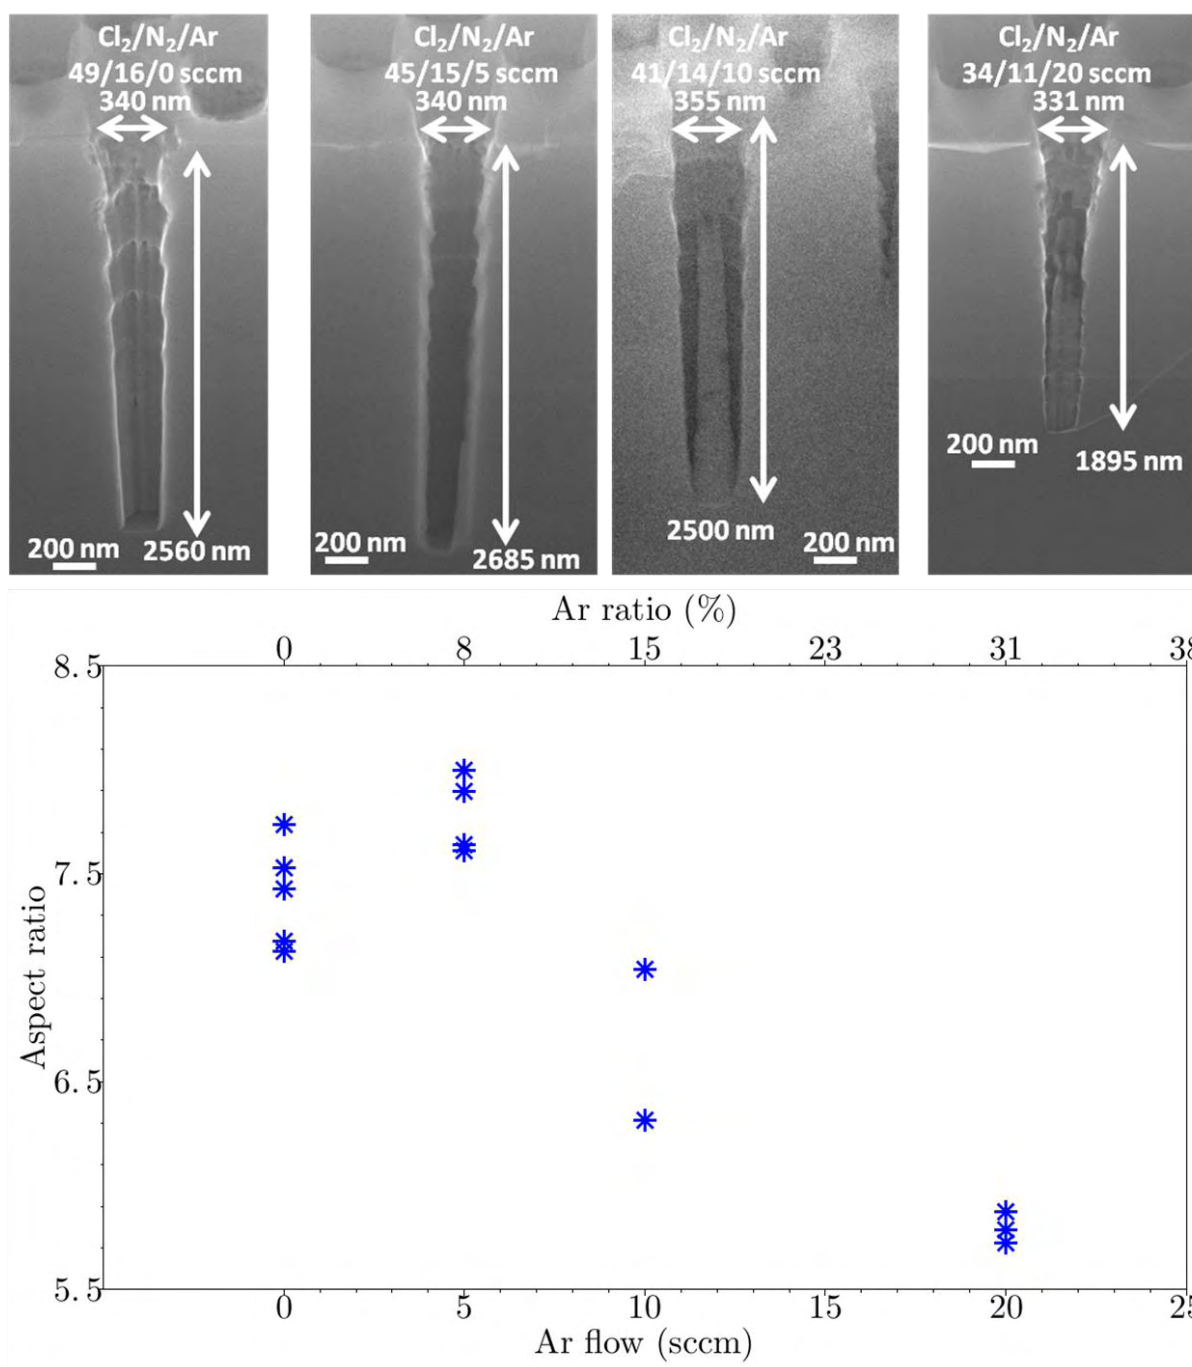 Cl₂/N₂/Ar
49/16/0 sccm
340 nm
200 nm
2560 nm
Cl₂/N₂/Ar
45/15/5 sccm
340 nm
200 nm
2685 nm
Cl₂/N₂/Ar
41/14/10 sccm
355 nm
2500 nm
200 nm
Cl₂/N₂/Ar
34/11/20 sccm
331 nm
200 nm
1895 nm
Ar ratio (%)
0 8 15 23 31 38
8.5
7.5
6.5
5.5
Aspect ratio
0 5 10 15 20 25
Ar flow (sccm)